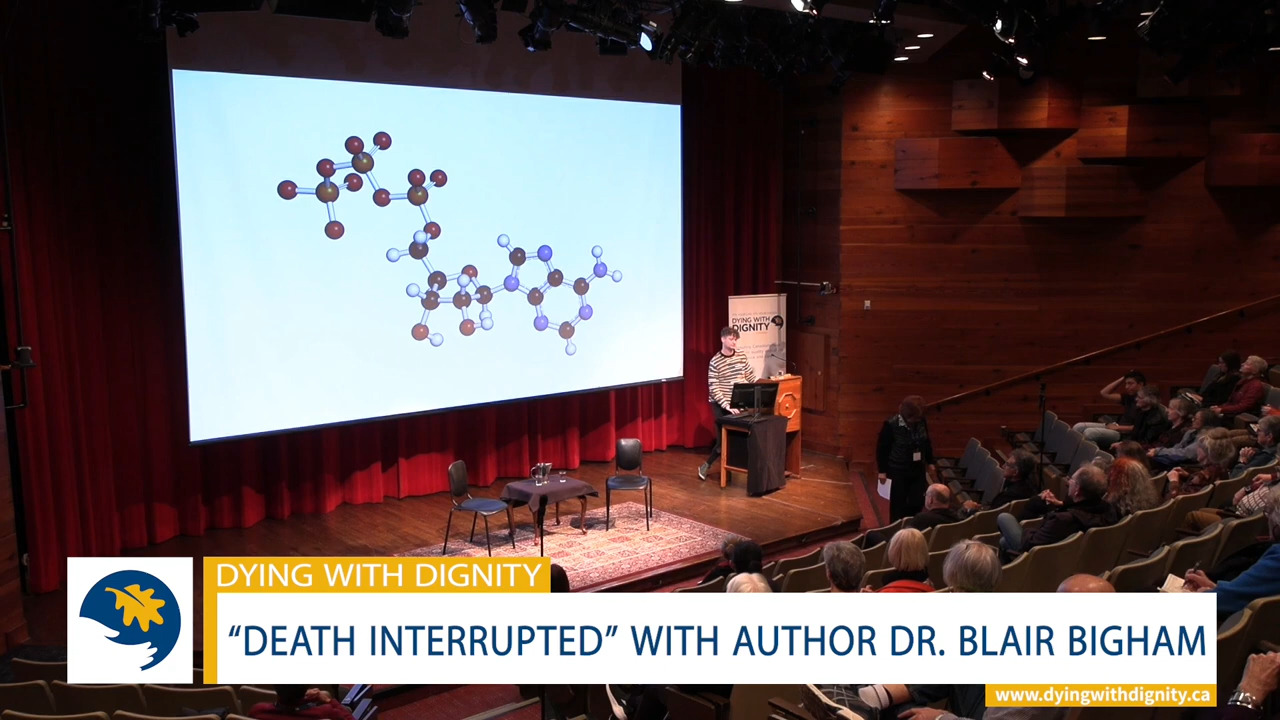 DYING WITH
DIGNITY
DYING WITH DIGNITY
“DEATH INTERRUPTED” WITH AUTHOR DR. BLAIR BIGHAM
www.dyingwithdignity.ca